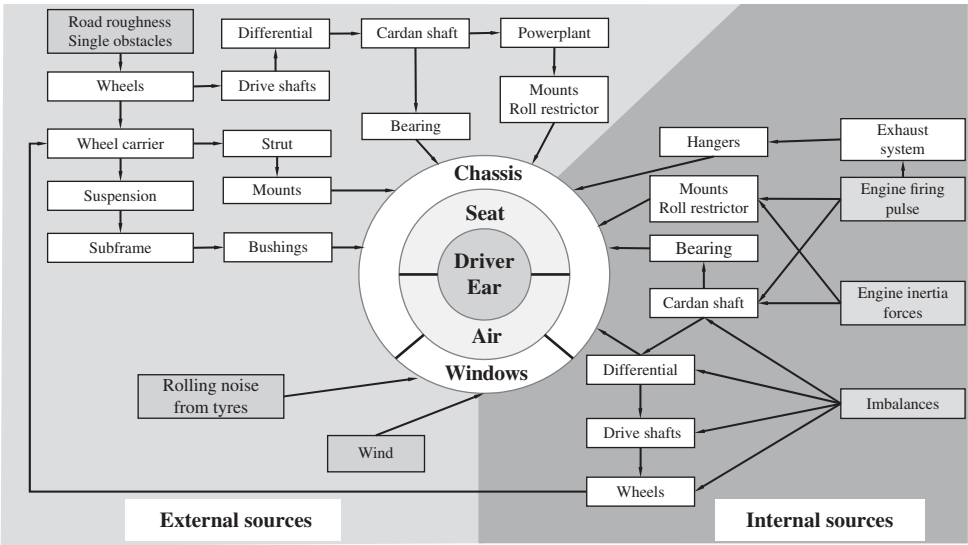 Road roughness
Single obstacles
Differential
Cardan shaft
Powerplant
Wheels
Drive shafts
Mounts
Roll restrictor
Bearing
Wheel carrier
Strut
Mounts
Suspension
Subframe
Bushings
Chassis
Seat
Driver
Ear
Air
Windows
Hangers
Exhaust
system
Mounts
Roll restrictor
Engine firing
pulse
Bearing
Cardan shaft
Engine inertia
forces
Differential
Imbalances
Drive shafts
Wheels
Rolling noise
from tyres
Wind
External sources
Internal sources